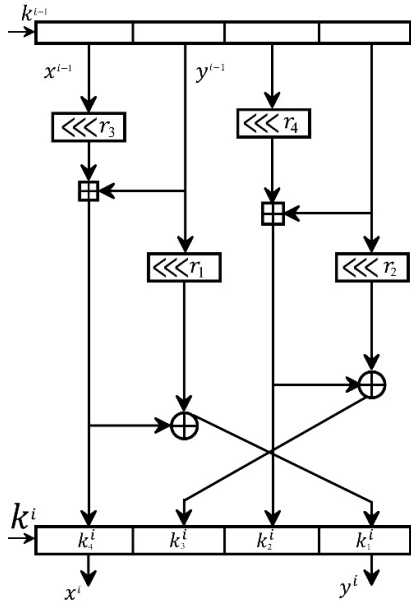 k^{i-1}
x^{i-1} y^{i-1}
<<<r_3 <<<r_4
<<<r_1 <<<r_2
k^i
k_4^i k_3^i k_2^i k_1^i
x^i y^i